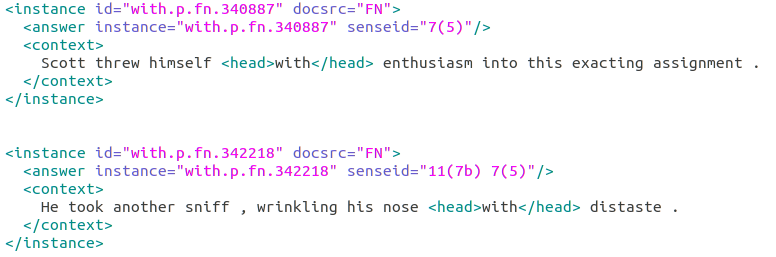 <instance id="with.p.fn.340887" docsrc="FN">
<answer instance="with.p.fn.340887" senseid="7(5)"/>
<context>
Scott threw himself <head>with</head> enthusiasm into this exacting assignment .
</context>
</instance>
<instance id="with.p.fn.342218" docsrc="FN">
<answer instance="with.p.fn.342218" senseid="11(7b) 7(5)"/>
<context>
He took another sniff , wrinkling his nose <head>with</head> distaste .
</context>
</instance>